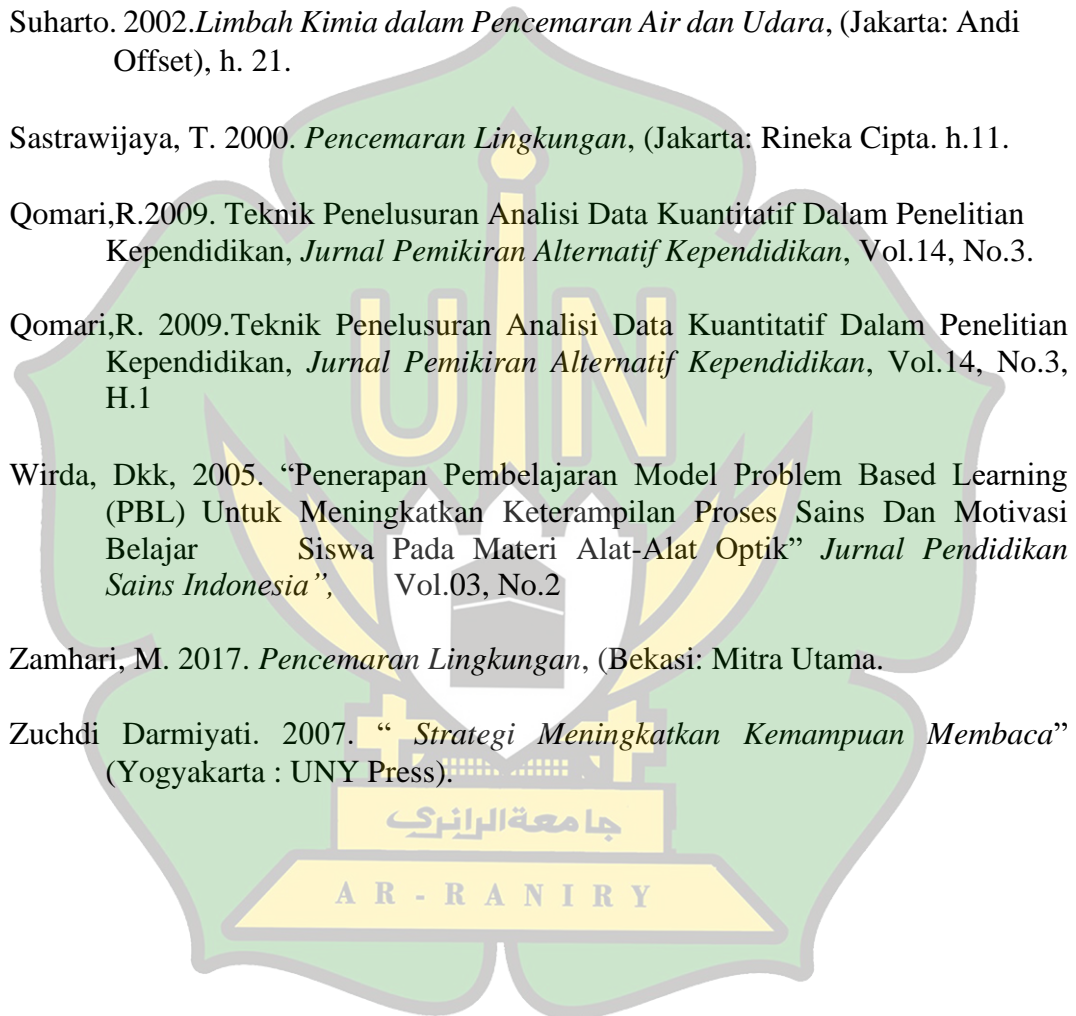 Suharto. 2002.Limbah Kimia dalam Pencemaran Air dan Udara, (Jakarta: Andi
Offset), h. 21.
Sastrawijaya, T. 2000. Pencemaran Lingkungan, (Jakarta: Rineka Cipta. h.11.
Qomari,R.2009. Teknik Penelusuran Analisi Data Kuantitatif Dalam Penelitian
Kependidikan, Jurnal Pemikiran Alternatif Kependidikan, Vol.14, No.3.
Qomari,R. 2009.Teknik Penelusuran Analisi Data Kuantitatif Dalam Penelitian
Kependidikan, Jurnal Pemikiran Alternatif Kependidikan, Vol.14, No.3,
H.1
Wirda, Dkk, 2005. “Penerapan Pembelajaran Model Problem Based Learning
(PBL) Untuk Meningkatkan Keterampilan Proses Sains Dan Motivasi
Belajar Siswa Pada Materi Alat-Alat Optik” Jurnal Pendidikan
Sains Indonesia”, Vol.03, No.2
Zamhari, M. 2017. Pencemaran Lingkungan, (Bekasi: Mitra Utama.
Zuchdi Darmiyati. 2007. “ Strategi Meningkatkan Kemampuan Membaca”
(Yogyakarta : UNY Press).
UIN
جامعة الرانري
AR-RANIRY